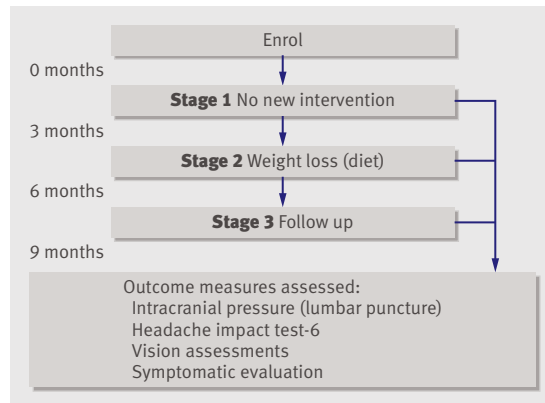 Enrol
0 months
Stage 1 No new intervention
3 months
Stage 2 Weight loss (diet)
6 months
Stage 3 Follow up
9 months
Outcome measures assessed:
Intracranial pressure (lumbar puncture)
Headache impact test-6
Vision assessments
Symptomatic evaluation